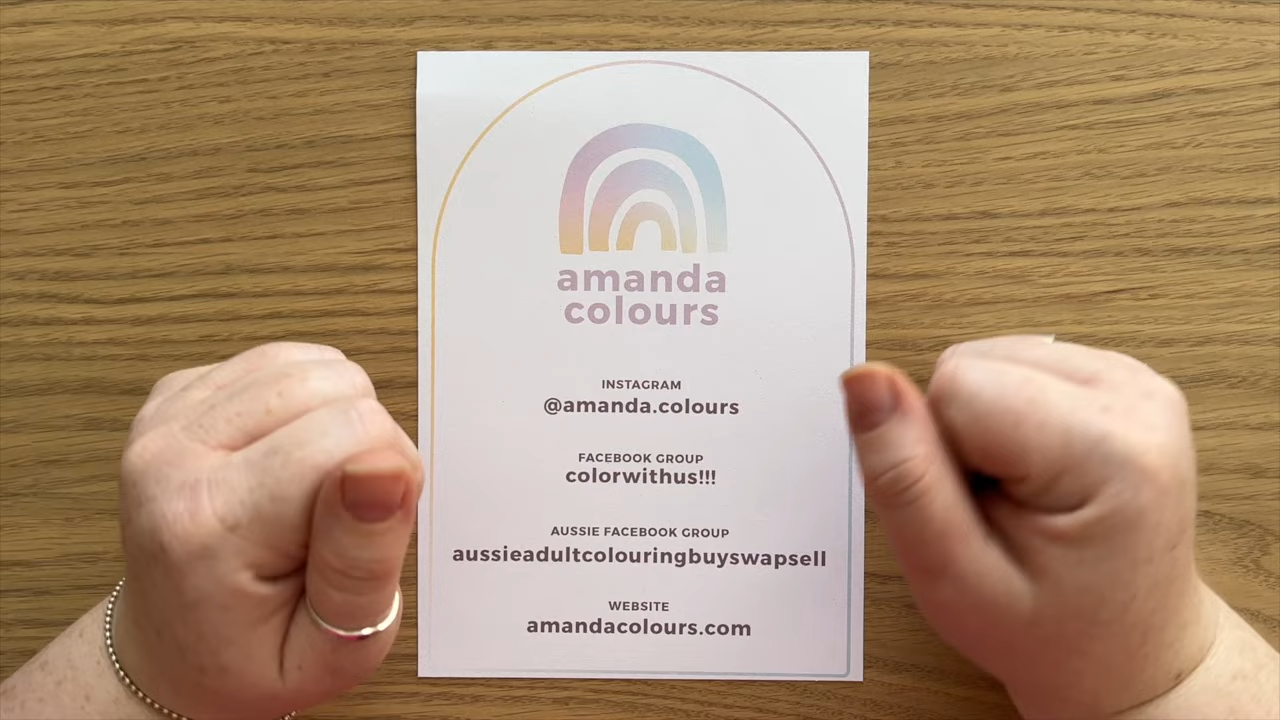 amanda
colours
INSTAGRAM
@amanda.colours
FACEBOOK GROUP
colorwithus!!!
AUSSIE FACEBOOK GROUP
aussieadultcolouringbuyswapsell
WEBSITE
amandacolours.com